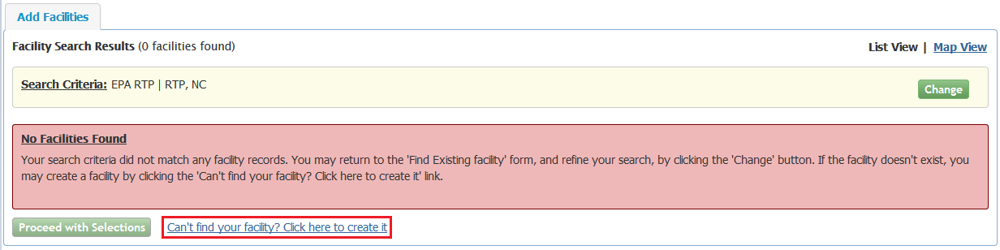 Add Facilities
Facility Search Results (0 facilities found) List View | Map View
Search Criteria: EPA RTP | RTP, NC
Change
No Facilities Found
Your search criteria did not match any facility records. You may return to the 'Find Existing facility' form, and refine your search, by clicking the 'Change' button. If the facility doesn't exist, you
may create a facility by clicking the 'Can't find your facility? Click here to create it' link.
Proceed with Selections Can't find your facility? Click here to create it